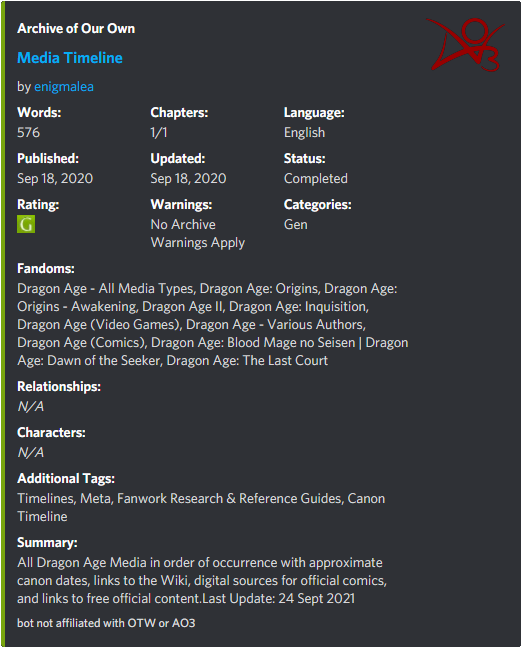 Archive of Our Own
Media Timeline
by enigmalea
Words: Chapters: Language:
576 1/1 English
Published: Updated: Status:
Sep 18, 2020 Sep 18, 2020 Completed
Rating: Warnings: Categories:
G No Archive Gen
Warnings Apply
Fandoms:
Dragon Age - All Media Types, Dragon Age: Origins, Dragon Age:
Origins - Awakening, Dragon Age II, Dragon Age: Inquisition,
Dragon Age (Video Games), Dragon Age - Various Authors,
Dragon Age (Comics), Dragon Age: Blood Mage no Seisen | Dragon
Age: Dawn of the Seeker, Dragon Age: The Last Court
Relationships:
N/A
Characters:
N/A
Additional Tags:
Timelines, Meta, Fanwork Research & Reference Guides, Canon
Timeline
Summary:
All Dragon Age Media in order of occurrence with approximate
canon dates, links to the Wiki, digital sources for official comics,
and links to free official content.Last Update: 24 Sept 2021
bot not affiliated with OTW or AO3